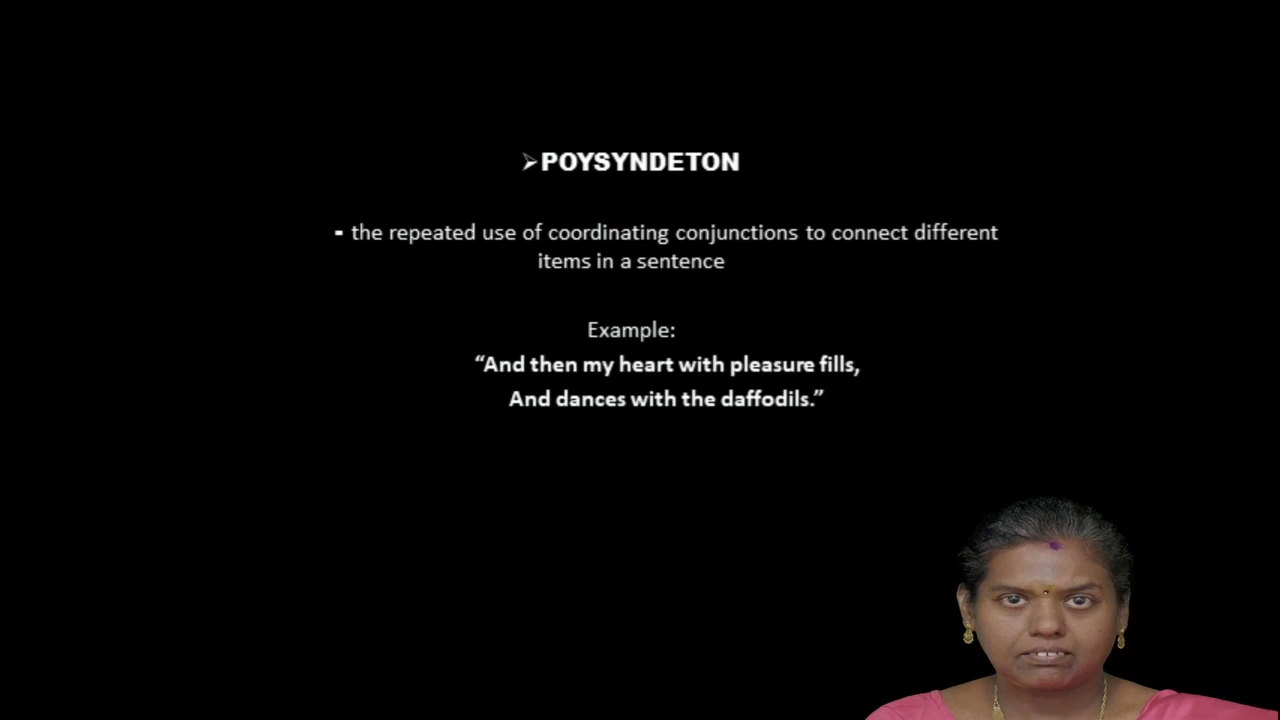 ➢POYSYNDETON
▪ the repeated use of coordinating conjunctions to connect different
items in a sentence
Example:
“And then my heart with pleasure fills,
And dances with the daffodils.”